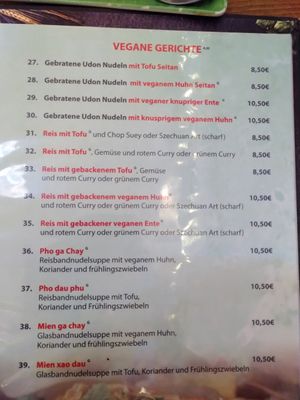 VEGANE GERICHTE
27. Gebratene Udon Nudeln mit Tofu Seitan 8,50€
28. Gebratene Udon Nudeln mit veganem Huhn Seitan 8,50€
29. Gebratene Udon Nudeln mit veganer knupriger Ente 10,50€
30. Gebratene Udon Nudeln mit knusprigem veganem Huhn 10,50€
31. Reis mit Tofu und Chop Suey oder Szechuan Art (scharf) 8,50€
32. Reis mit Tofu, Gemüse und rotem Curry oder grünem Curry 8,50€
33. Reis mit gebackenem Tofu, Gemüse 8,50€
und rotem Curry oder grünem Curry
34. Reis mit gebackenem veganem Huhn 10,50€
und rotem Curry oder grünem Curry oder Szechuan Art (scharf)
35. Reis mit gebackener veganen Ente 10,50€
und rotem Curry oder grünem Curry oder Szechuan Art (scharf)
36. Pho ga Chay 10,50€
Reisbandnudelsuppe mit veganem Huhn,
Koriander und frühlingszwiebeln
37. Pho dau phu 10,50€
Reisbandnudelsuppe mit Tofu,
Koriander und Frühlingszwiebeln
38. Mien ga chay 10,50€
Glasbandnudelsuppe mit veganem Huhn,
Koriander und Frühlingszwiebeln
39. Mien xao dau 10,50€
Glasbandnudelsuppe mit Tofu, Koriander und Frühlingszwiebeln